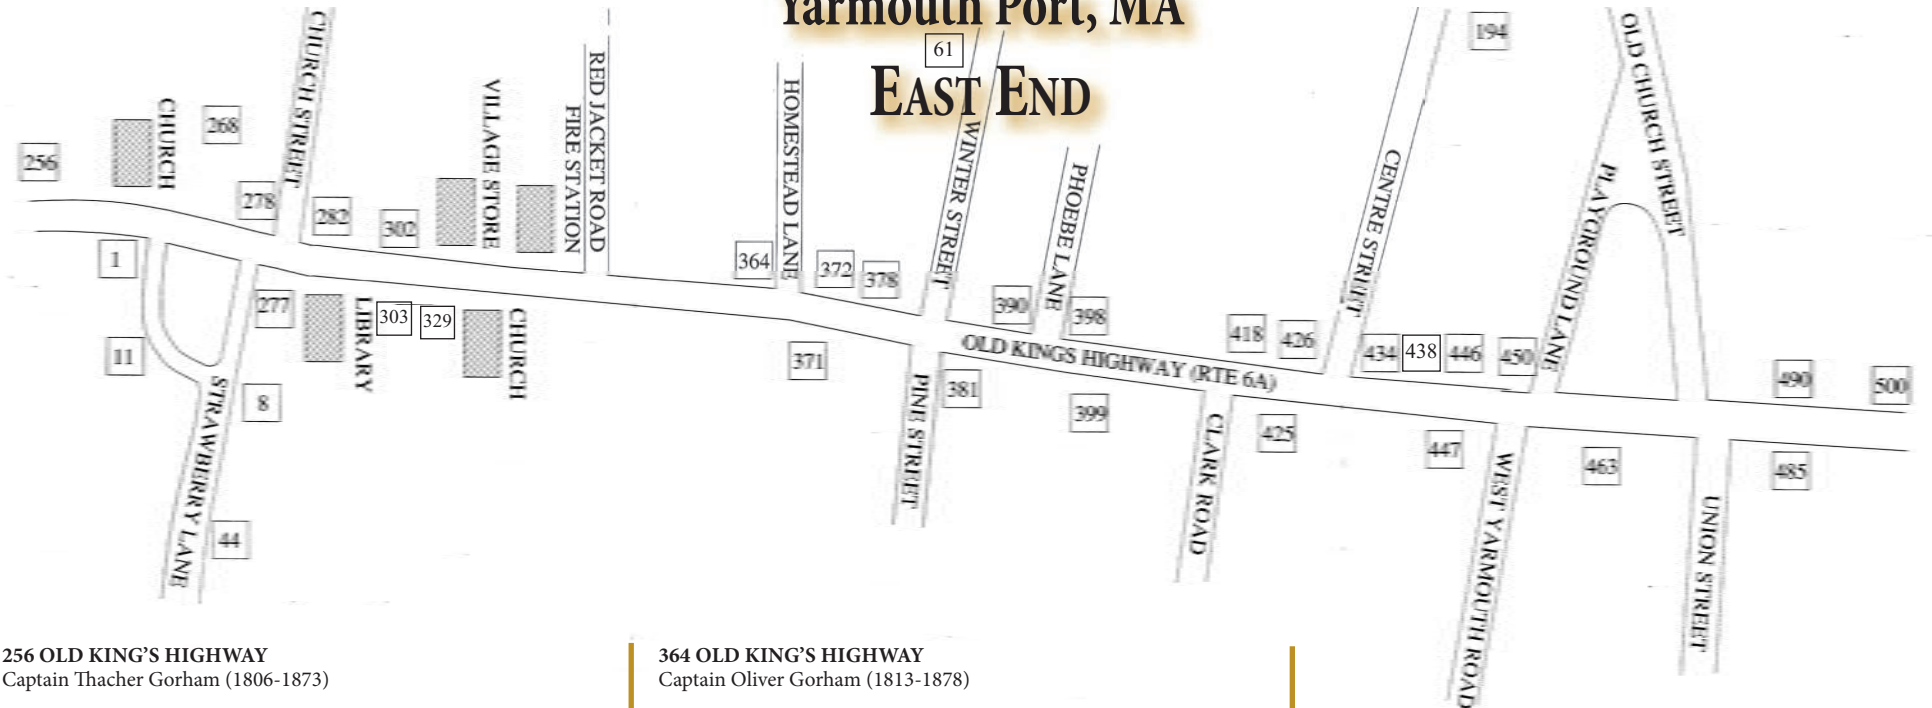 Yarmouth Port, MA
EAST END
61
194
CHURCH STREET
OLD CHURCH STREET
256
CHURCH
268
VILLAGE STORE
FIRE STATION
RED JACKET ROAD
HOMESTEAD LANE
WINTER STREET
PHOEBE LANE
CENTRE STREET
PLAYGROUND LANE
278
282
302
364
372
378
390
398
418
426
434
438
446
450
490
500
OLD KINGS HIGHWAY (RTE 6A)
1
277
LIBRARY
303
329
CHURCH
11
8
371
381
399
425
447
463
485
STRAWBERRY LANE
44
PINE STREET
CLARK ROAD
WEST YARMOUTH ROAD
UNION STREET
256 OLD KING'S HIGHWAY
Captain Thacher Gorham (1806-1873)
364 OLD KING'S HIGHWAY
Captain Oliver Gorham (1813-1878)